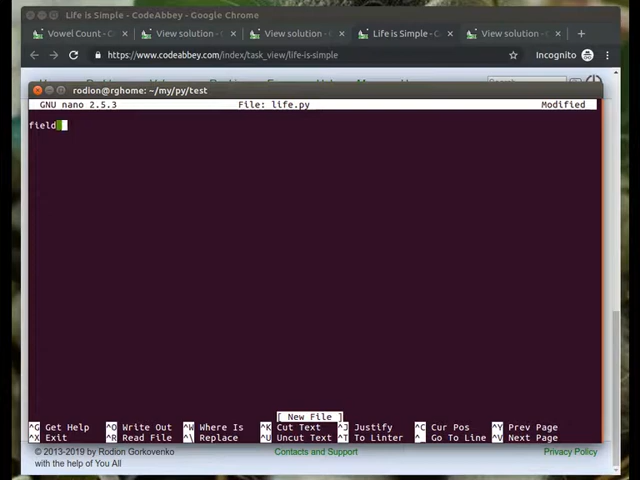 Life is Simple - CodeAbbey - Google Chrome
Vowel Count - C × View solution - C × View solution - C × Life is Simple - C × View solution - C ×
https://www.codeabbey.com/index/task_view/life-is-simple Incognito
rodion@rghome: ~/my/py/test
GNU nano 2.5.3 File: life.py Modified
field
[ New File ]
^G Get Help ^O Write Out ^W Where Is ^K Cut Text ^J Justify ^C Cur Pos ^Y Prev Page
^X Exit ^R Read File ^\ Replace ^U Uncut Text ^T To Linter ^_ Go To Line ^V Next Page
© 2013-2019 by Rodion Gorkovenko Contacts and Support Privacy Policy
with the help of You All